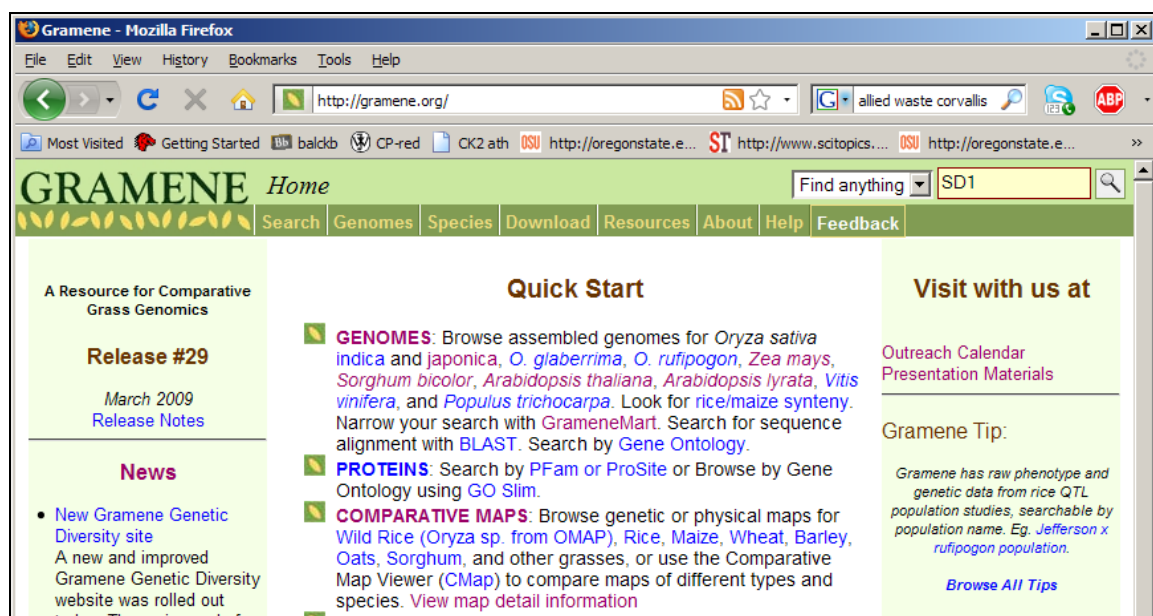 Gramene - Mozilla Firefox
File Edit View History Bookmarks Tools Help
http://gramene.org/
G allied waste corvallis
123
ABP
Most Visited Getting Started Bb balckb CP-red CK2 ath OSU http://oregonstate.e... ST http://www.scitopics.... OSU http://oregonstate.e... »
GRAMENE Home Find anything SD1
Search Genomes Species Download Resources About Help Feedback
A Resource for Comparative
Grass Genomics
Release #29
March 2009
Release Notes
News
• New Gramene Genetic
Diversity site
A new and improved
Gramene Genetic Diversity
website was rolled out
Quick Start
GENOMES: Browse assembled genomes for Oryza sativa
indica and japonica, O. glaberrima, O. rufipogon, Zea mays,
Sorghum bicolor, Arabidopsis thaliana, Arabidopsis lyrata, Vitis
vinifera, and Populus trichocarpa. Look for rice/maize synteny.
Narrow your search with GrameneMart. Search for sequence
alignment with BLAST. Search by Gene Ontology.
PROTEINS: Search by PFam or ProSite or Browse by Gene
Ontology using GO Slim.
COMPARATIVE MAPS: Browse genetic or physical maps for
Wild Rice (Oryza sp. from OMAP), Rice, Maize, Wheat, Barley,
Oats, Sorghum, and other grasses, or use the Comparative
Map Viewer (CMap) to compare maps of different types and
species. View map detail information
Visit with us at
Outreach Calendar
Presentation Materials
Gramene Tip:
Gramene has raw phenotype and
genetic data from rice QTL
population studies, searchable by
population name. Eg. Jefferson x
rufipogon population.
Browse All Tips